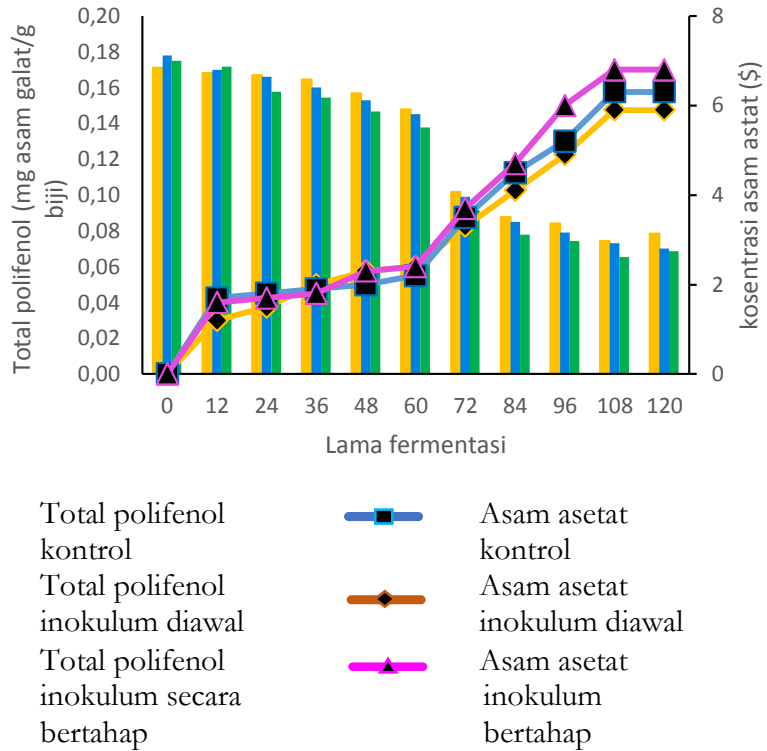 0,20
0,18
0,16
0,14
0,12
0,10
0,08
0,06
0,04
0,02
0,00
Total polifenol (mg asam galat/g
biji)
8
6
4
2
0
kosentrasi asam astat ($)
0 12 24 36 48 60 72 84 96 108 120
Lama fermentasi
Total polifenol
kontrol
Asam asetat
kontrol
Total polifenol
inokulum diawal
Asam asetat
inokulum diawal
Total polifenol
inokulum secara
bertahap
Asam asetat
inokulum
bertahap